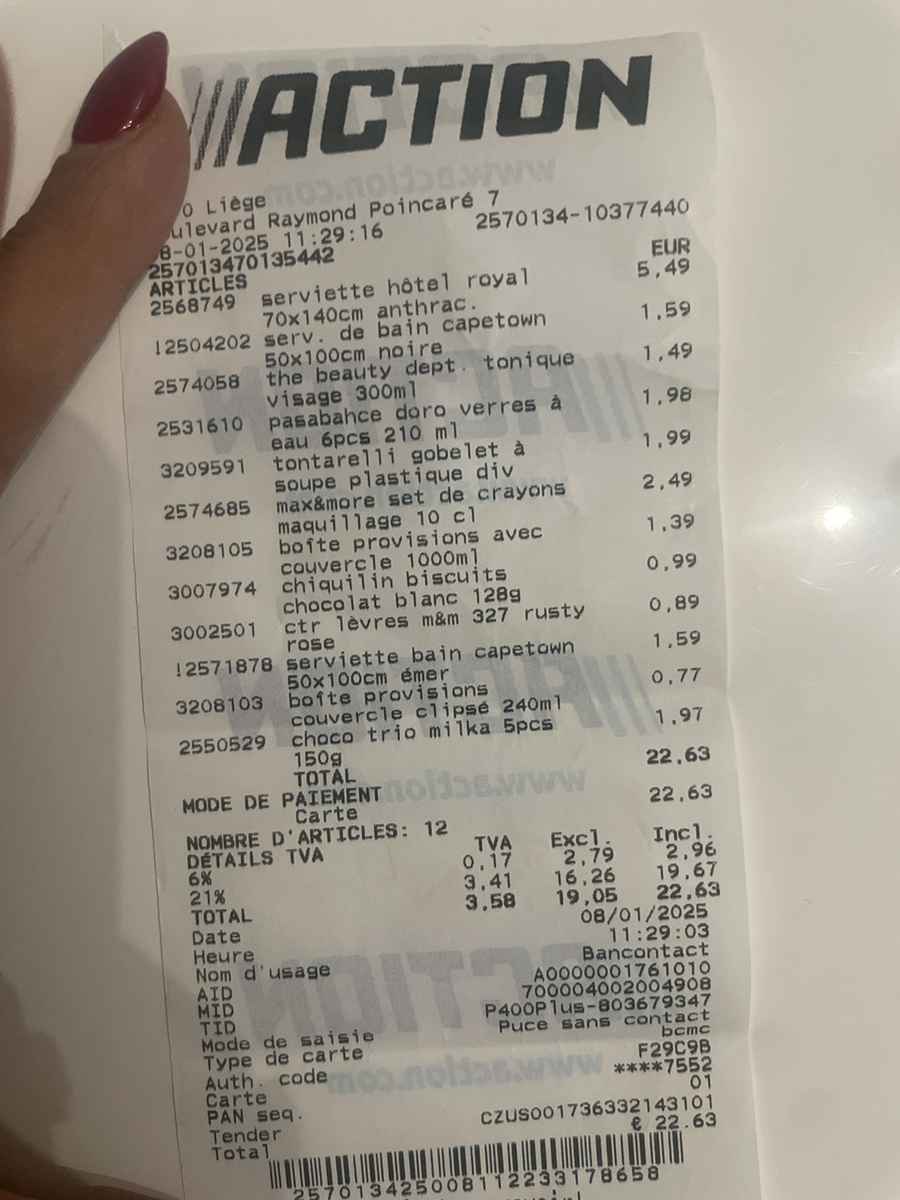 ACTION
0 Liège
ulevard Raymond Poincaré 7
8-01-2025 11:29:16 2570134-10377440
257013470135442
ARTICLES EUR
2568749 serviette hôtel royal 5,49
70x140cm anthrac.
!2504202 serv. de bain capetown 1,59
50x100cm noire
2574058 the beauty dept. tonique 1,49
visage 300ml
2531610 pasabahce doro verres à 1,98
eau 6pcs 210 ml
3209591 tontarelli gobelet à 1,99
soupe plastique div
2574685 max&more set de crayons 2,49
maquillage 10 cl
3208105 boîte provisions avec 1,39
couvercle 1000ml
3007974 chiquilin biscuits 0,99
chocolat blanc 128g
3002501 ctr lèvres m&m 327 rusty 0,89
rose
!2571878 serviette bain capetown 1,59
50x100cm émer
3208103 boîte provisions 0,77
couvercle clipsé 240ml
2550529 choco trio milka 5pcs 1,97
150g
TOTAL 22,63
MODE DE PAIEMENT
Carte 22,63
NOMBRE D'ARTICLES: 12
DÉTAILS TVA TVA Excl. Incl.
6% 0,17 2,79 2,96
21% 3,41 16,26 19,67
TOTAL 3,58 19,05 22,63
Date 08/01/2025
Heure 11:29:03
Nom d'usage Bancontact
AID A0000001761010
MID 700004002004908
TID P400Plus-803679347
Mode de saisie Puce sans contact
Type de carte bcmc
Auth. code F29C9B
Carte ****7552
PAN seq. 01
Tender CZUS001736332143101
Total € 22.63
2570134250081122333178658